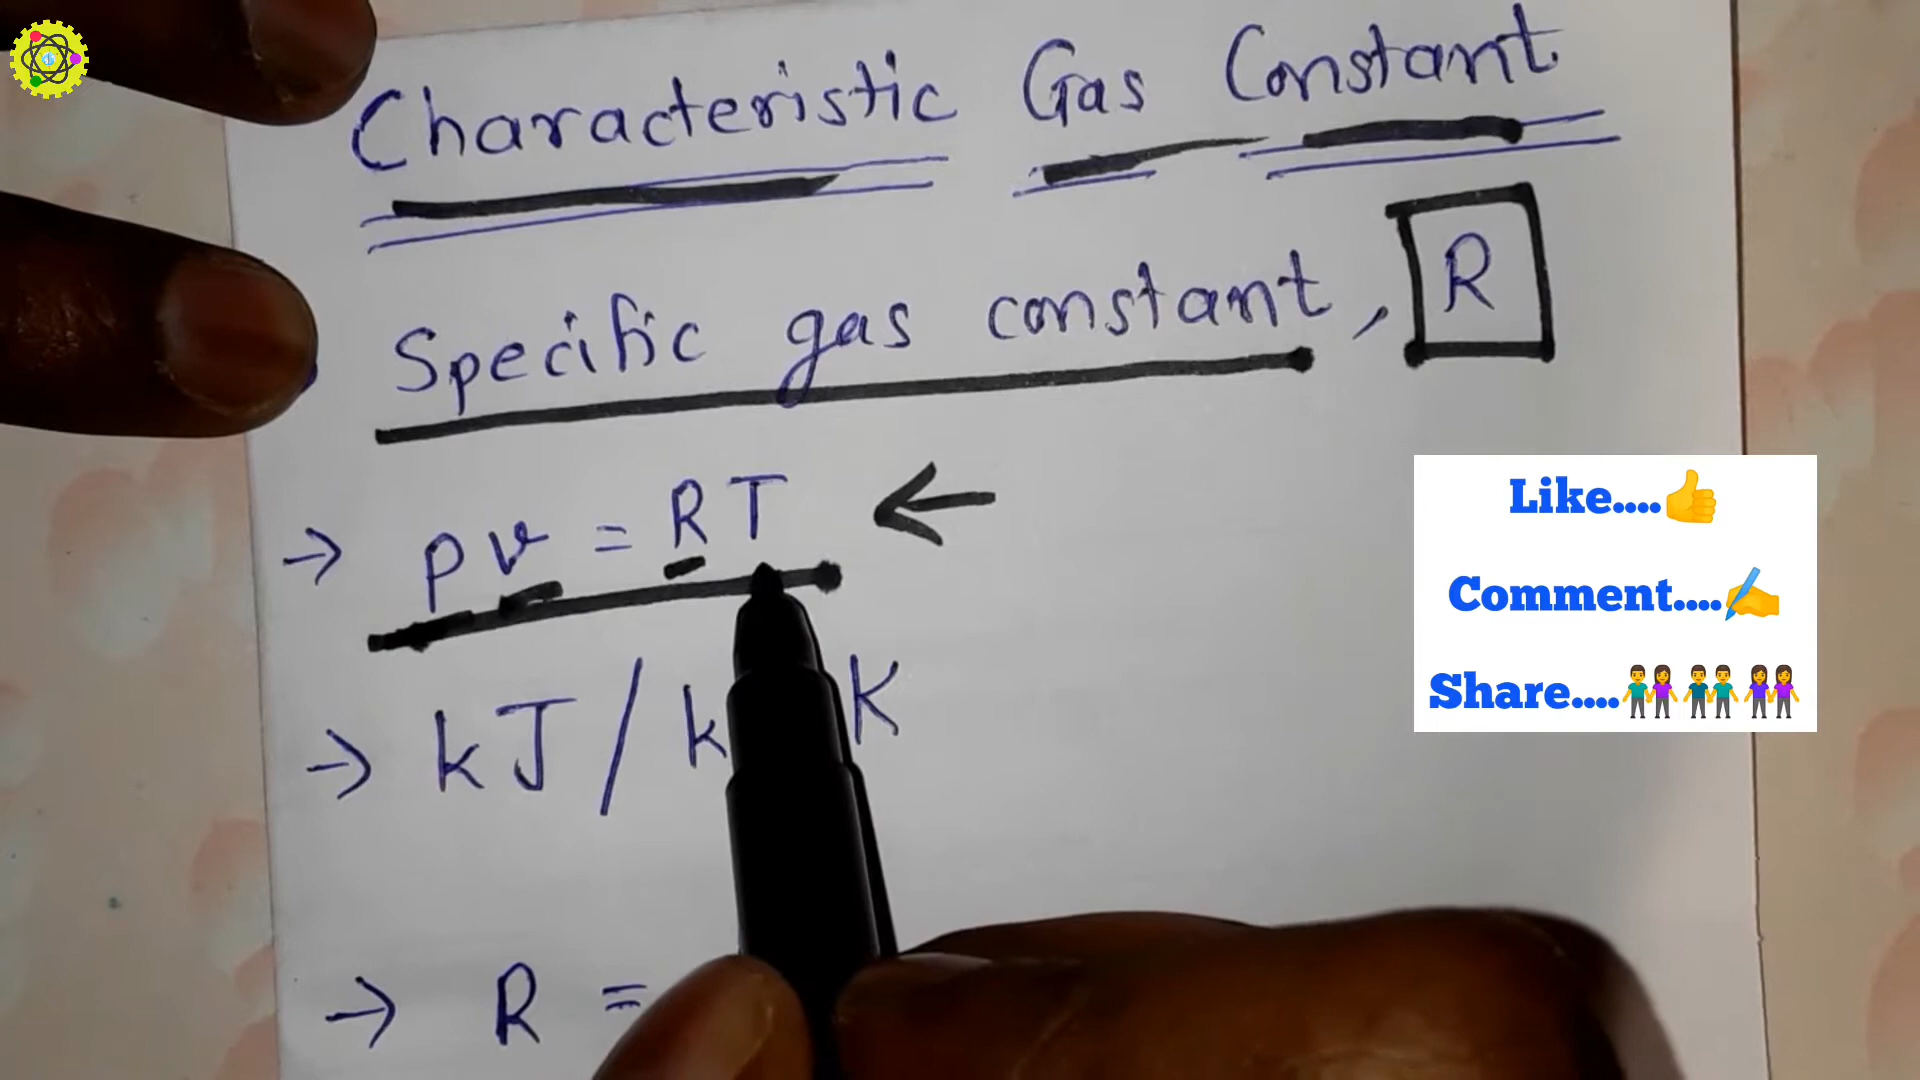 Characteristic Gas Constant
Specific gas constant, R
→ pv = RT ←
→ kJ / k K
→ R =
Like....👍
Comment....✍
Share....👫👬👭